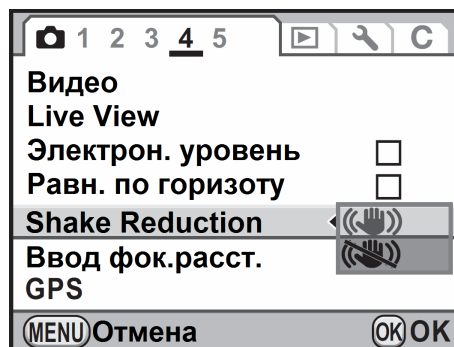 1 2 3 4 5 C
Видео
Live View
Электрон. уровень
Равн. по горизоту
Shake Reduction
Ввод фок.расст.
GPS
MENU Отмена OK OK